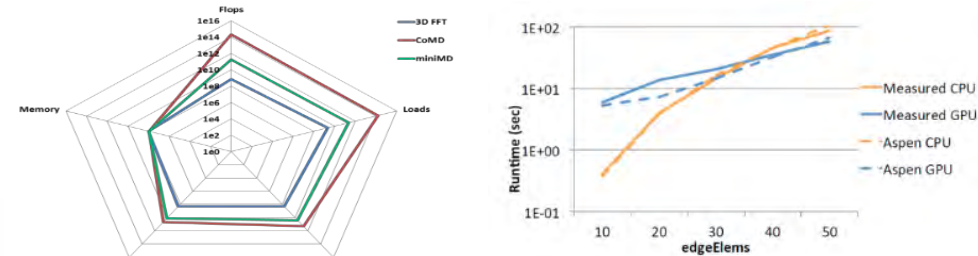 Flops
1e16
1e14
1e12
1e10
1e8
1e6
1e4
1e2
1e0
Memory
Loads
3D FFT
CoMD
miniMD
Runtime (sec)
1E+02
1E+01
1E+00
1E-01
10 20 30 40 50
edgeElems
Measured CPU
Measured GPU
Aspen CPU
Aspen GPU